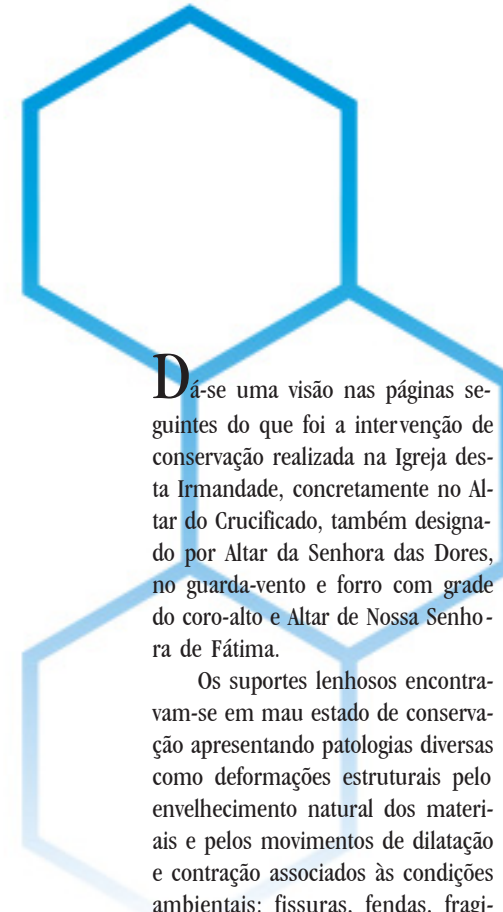 Dá-se uma visão nas páginas se-
guintes do que foi a intervenção de
conservação realizada na Igreja des-
ta Irmandade, concretamente no Al-
tar do Crucificado, também designa-
do por Altar da Senhora das Dores,
no guarda-vento e forro com grade
do coro-alto e Altar de Nossa Senho-
ra de Fátima.
Os suportes lenhosos encontra-
vam-se em mau estado de conserva-
ção apresentando patologias diversas
como deformações estruturais pelo
envelhecimento natural dos materi-
ais e pelos movimentos de dilatação
e contração associados às condições
ambientais; fissuras, fendas, fragi-